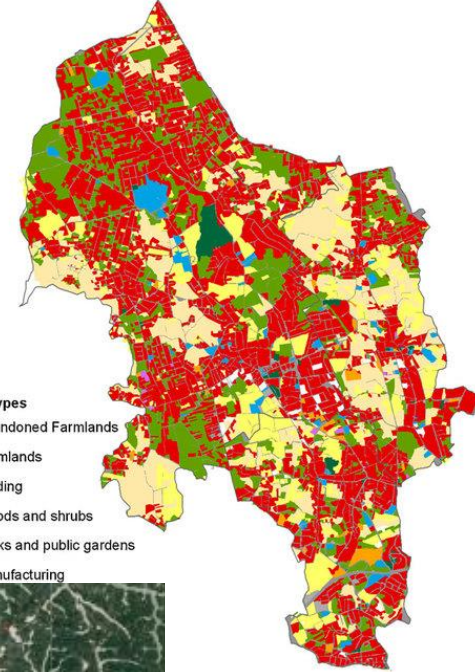 ypes
ndoned Farmlands
mlands
ding
ods and shrubs
ks and public gardens
nufacturing